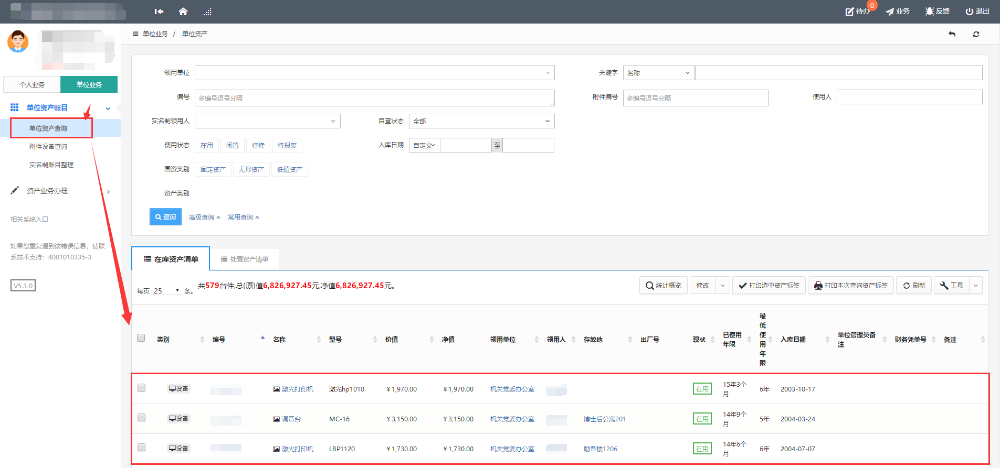 待办
0
业务
反馈
退出
个人业务
单位业务
单位资产账目
单位资产查询
附件设备查询
实名制账目整理
资产业务办理
相关系统入口
如果您重复遇到该错误信息，请联
系技术支持：4001010335-3
V5.3.0
单位业务 / 单位资产
领用单位
关键字 名称
编号 多编号逗号分隔
附件编号 多编号逗号分隔
使用人
实名制领用人
自查状态 全部
使用状态 在用 闲置 待修 待报废
入库日期 自定义 至
国资类别 固定资产 无形资产 低值资产
资产类别
查询 高级查询 常用查询
在库资产清单 处置资产清单
每页 25 条。 共579台件,总(原)值6,826,927.45元,净值6,826,927.45元。
统计概览 修改 打印选中资产标签 打印本次查询资产标签 刷新 工具
类别 编号 名称 型号 价值 净值 领用单位 领用人 存放地 出厂号 现状 已使用年限 最低使用年限 入库日期 单位管理员备注 财务凭单号 备注
设备 激光打印机 激光hp1010 ￥1,970.00 ￥1,970.00 机关党委办公室 在用 15年3个月 6年 2003-10-17
设备 调音台 MC-16 ￥3,150.00 ￥3,150.00 机关党委办公室 博士后公寓201 在用 14年9个月 5年 2004-03-24
设备 激光打印机 LBP1120 ￥1,730.00 ￥1,730.00 机关党委办公室 励吾楼1206 在用 14年6个月 6年 2004-07-07